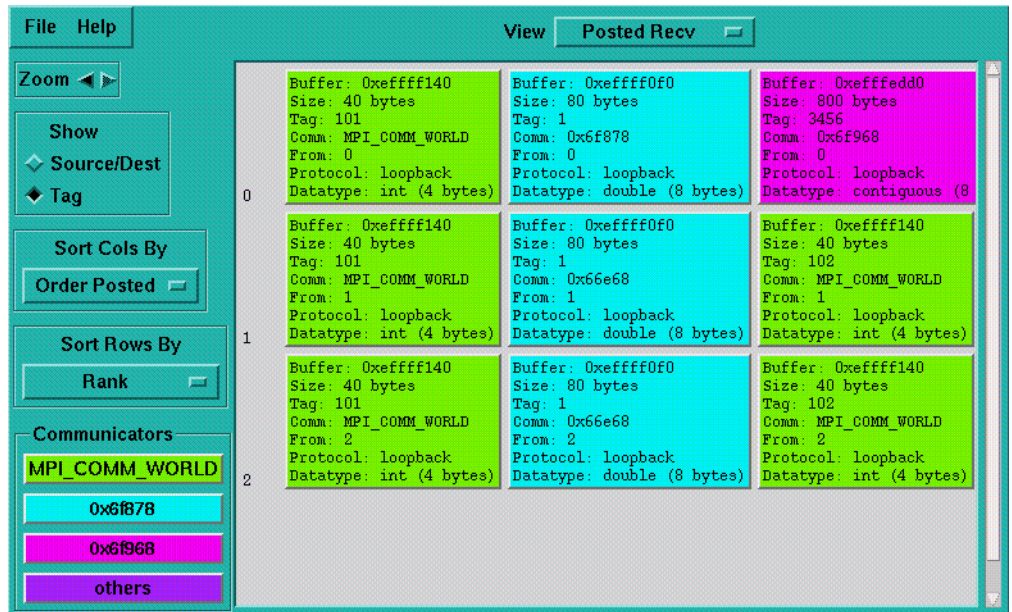 File Help
View Posted Recv
Zoom
Show
Source/Dest
Tag
Sort Cols By
Order Posted
Sort Rows By
Rank
Communicators
MPI_COMM_WORLD
0x6f878
0x6f968
others
0
Buffer: 0xeffff140
Size: 40 bytes
Tag: 101
Comm: MPI_COMM_WORLD
From: 0
Protocol: loopback
Datatype: int (4 bytes)
Buffer: 0xeffff0f0
Size: 80 bytes
Tag: 1
Comm: 0x6f878
From: 0
Protocol: loopback
Datatype: double (8 bytes)
Buffer: 0xefffedd0
Size: 800 bytes
Tag: 3456
Comm: 0x6f968
From: 0
Protocol: loopback
Datatype: contiguous (8
1
Buffer: 0xeffff140
Size: 40 bytes
Tag: 101
Comm: MPI_COMM_WORLD
From: 1
Protocol: loopback
Datatype: int (4 bytes)
Buffer: 0xeffff0f0
Size: 80 bytes
Tag: 1
Comm: 0x66e68
From: 1
Protocol: loopback
Datatype: double (8 bytes)
Buffer: 0xeffff140
Size: 40 bytes
Tag: 102
Comm: MPI_COMM_WORLD
From: 1
Protocol: loopback
Datatype: int (4 bytes)
2
Buffer: 0xeffff140
Size: 40 bytes
Tag: 101
Comm: MPI_COMM_WORLD
From: 2
Protocol: loopback
Datatype: int (4 bytes)
Buffer: 0xeffff0f0
Size: 80 bytes
Tag: 1
Comm: 0x66e68
From: 2
Protocol: loopback
Datatype: double (8 bytes)
Buffer: 0xeffff140
Size: 40 bytes
Tag: 102
Comm: MPI_COMM_WORLD
From: 2
Protocol: loopback
Datatype: int (4 bytes)